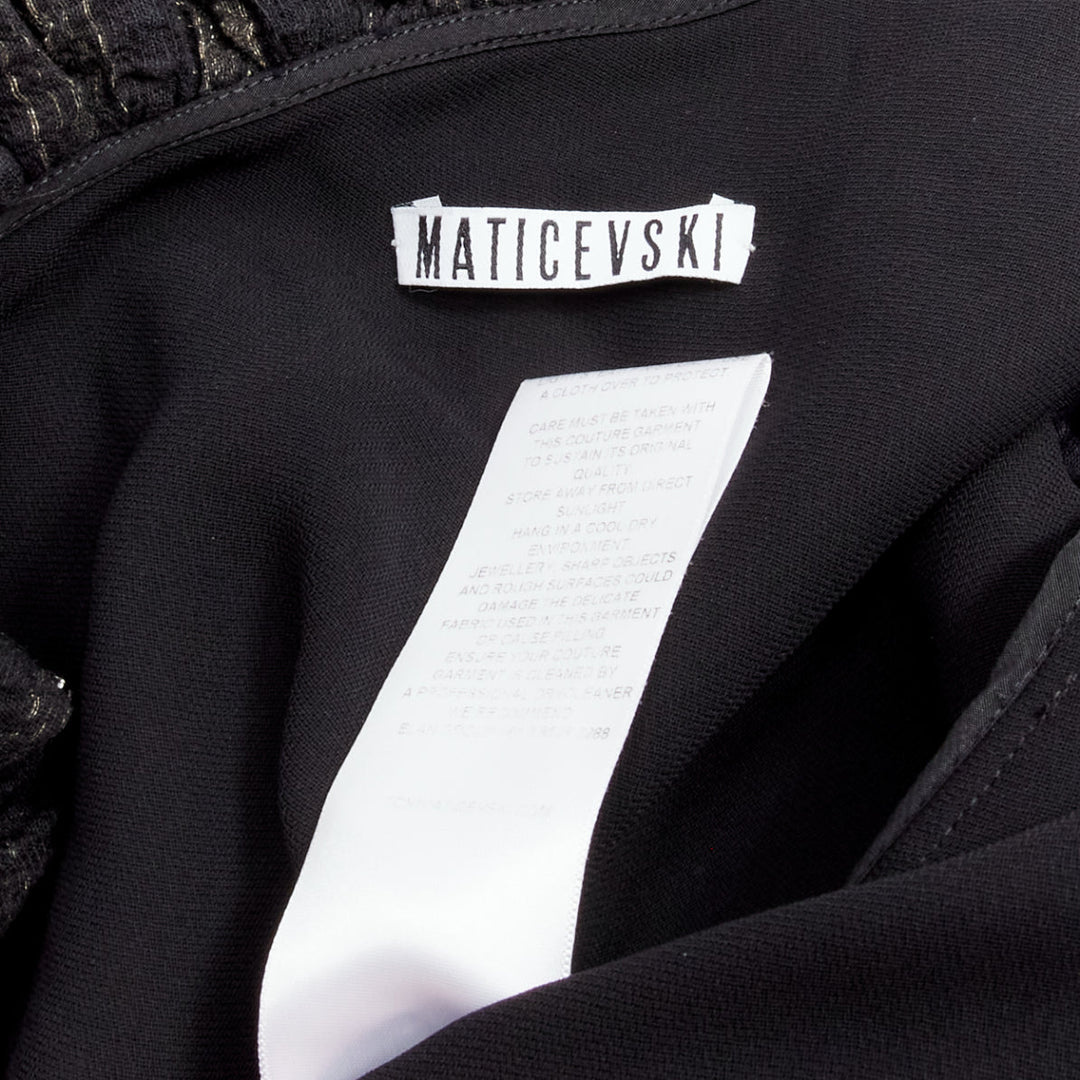 MATICEVSKI
A CLOTH OVER TO PROTECT
CARE MUST BE TAKEN WITH
THIS COUTURE GARMENT
TO SUSTAIN ITS ORIGINAL
QUALITY
STORE AWAY FROM DIRECT
SUNLIGHT
HANG IN A COOL DRY
ENVIRONMENT
JEWELLERY, SHARP OBJECTS
AND ROUGH SURFACES COULD
DAMAGE THE DELICATE
FABRIC USED IN THIS GARMENT
OR CAUSE PILLING
ENSURE YOUR COUTURE
GARMENT IS CLEANED BY
A PROFESSIONAL DRYCLEANER
WE RECOMMEND